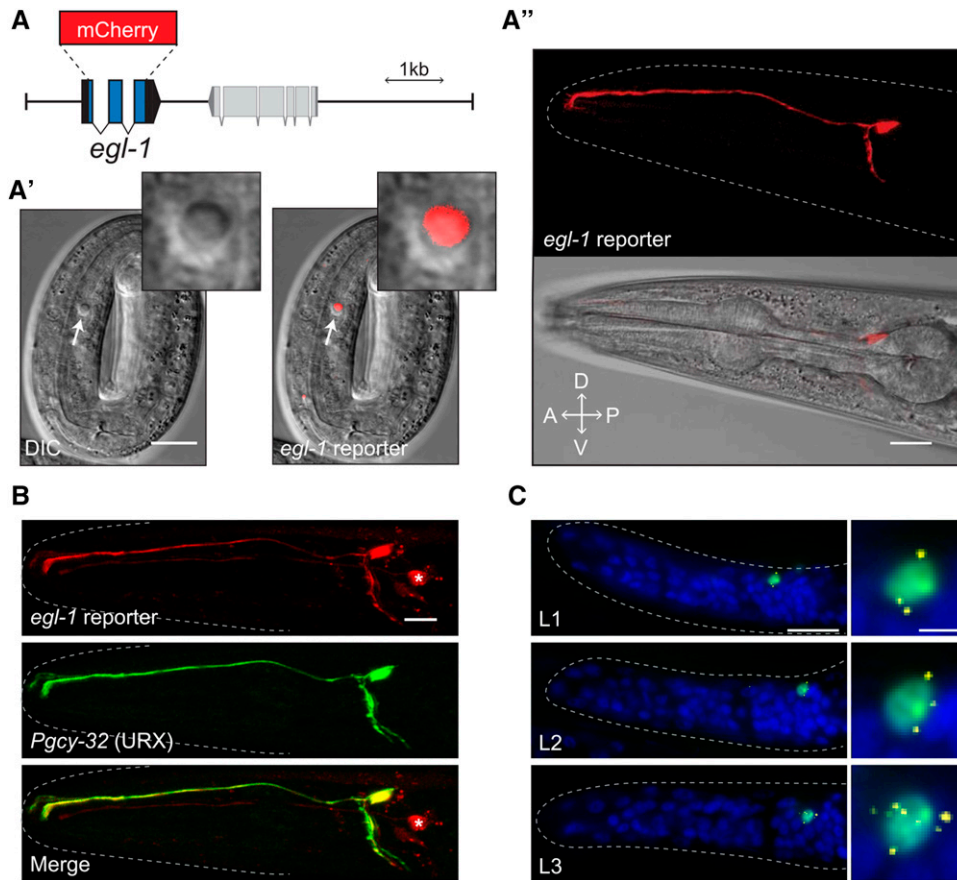 A
mCherry
1kb
egl-1
A'
DIC
egl-1 reporter
A''
egl-1 reporter
D
A P
V
B
egl-1 reporter
*
Pgcy-32 (URX)
Merge
*
C
L1
L2
L3